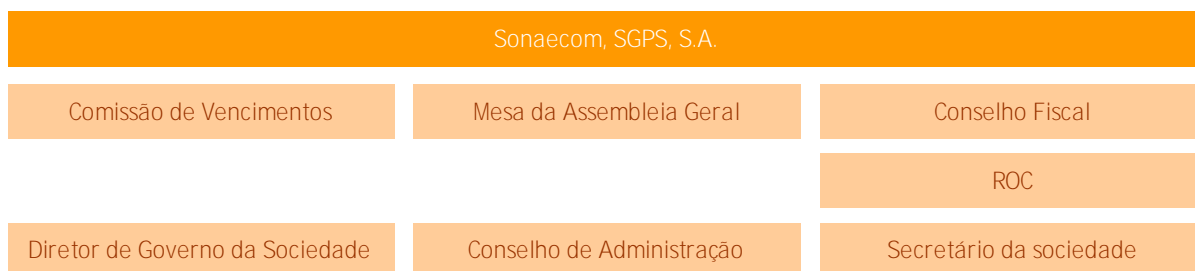 Sonaecom, SGPS, S.A.
Comissão de Vencimentos
Mesa da Assembleia Geral
Conselho Fiscal
ROC
Diretor de Governo da Sociedade
Conselho de Administração
Secretário da sociedade